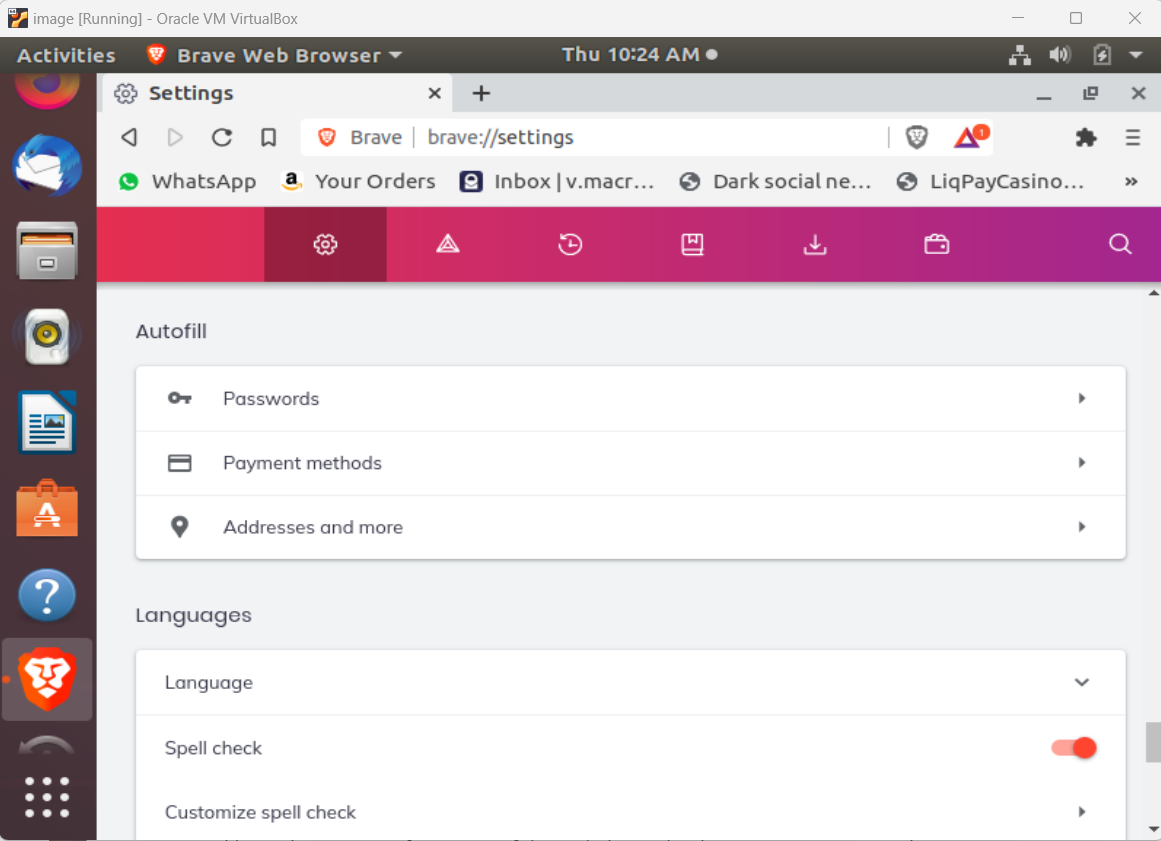 image [Running] - Oracle VM VirtualBox
Activities Brave Web Browser Thu 10:24 AM
Settings
Brave brave://settings 1
WhatsApp a Your Orders Inbox | v.macr... Dark social ne... LiqPayCasino... »
Autofill
Passwords
Payment methods
Addresses and more
Languages
Language
Spell check
Customize spell check